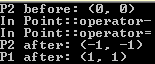 P2 before: (0, 0)
In Point::operator-
In Point::operator=
P2 after: (-1, -1)
P1 after: (1, 1)